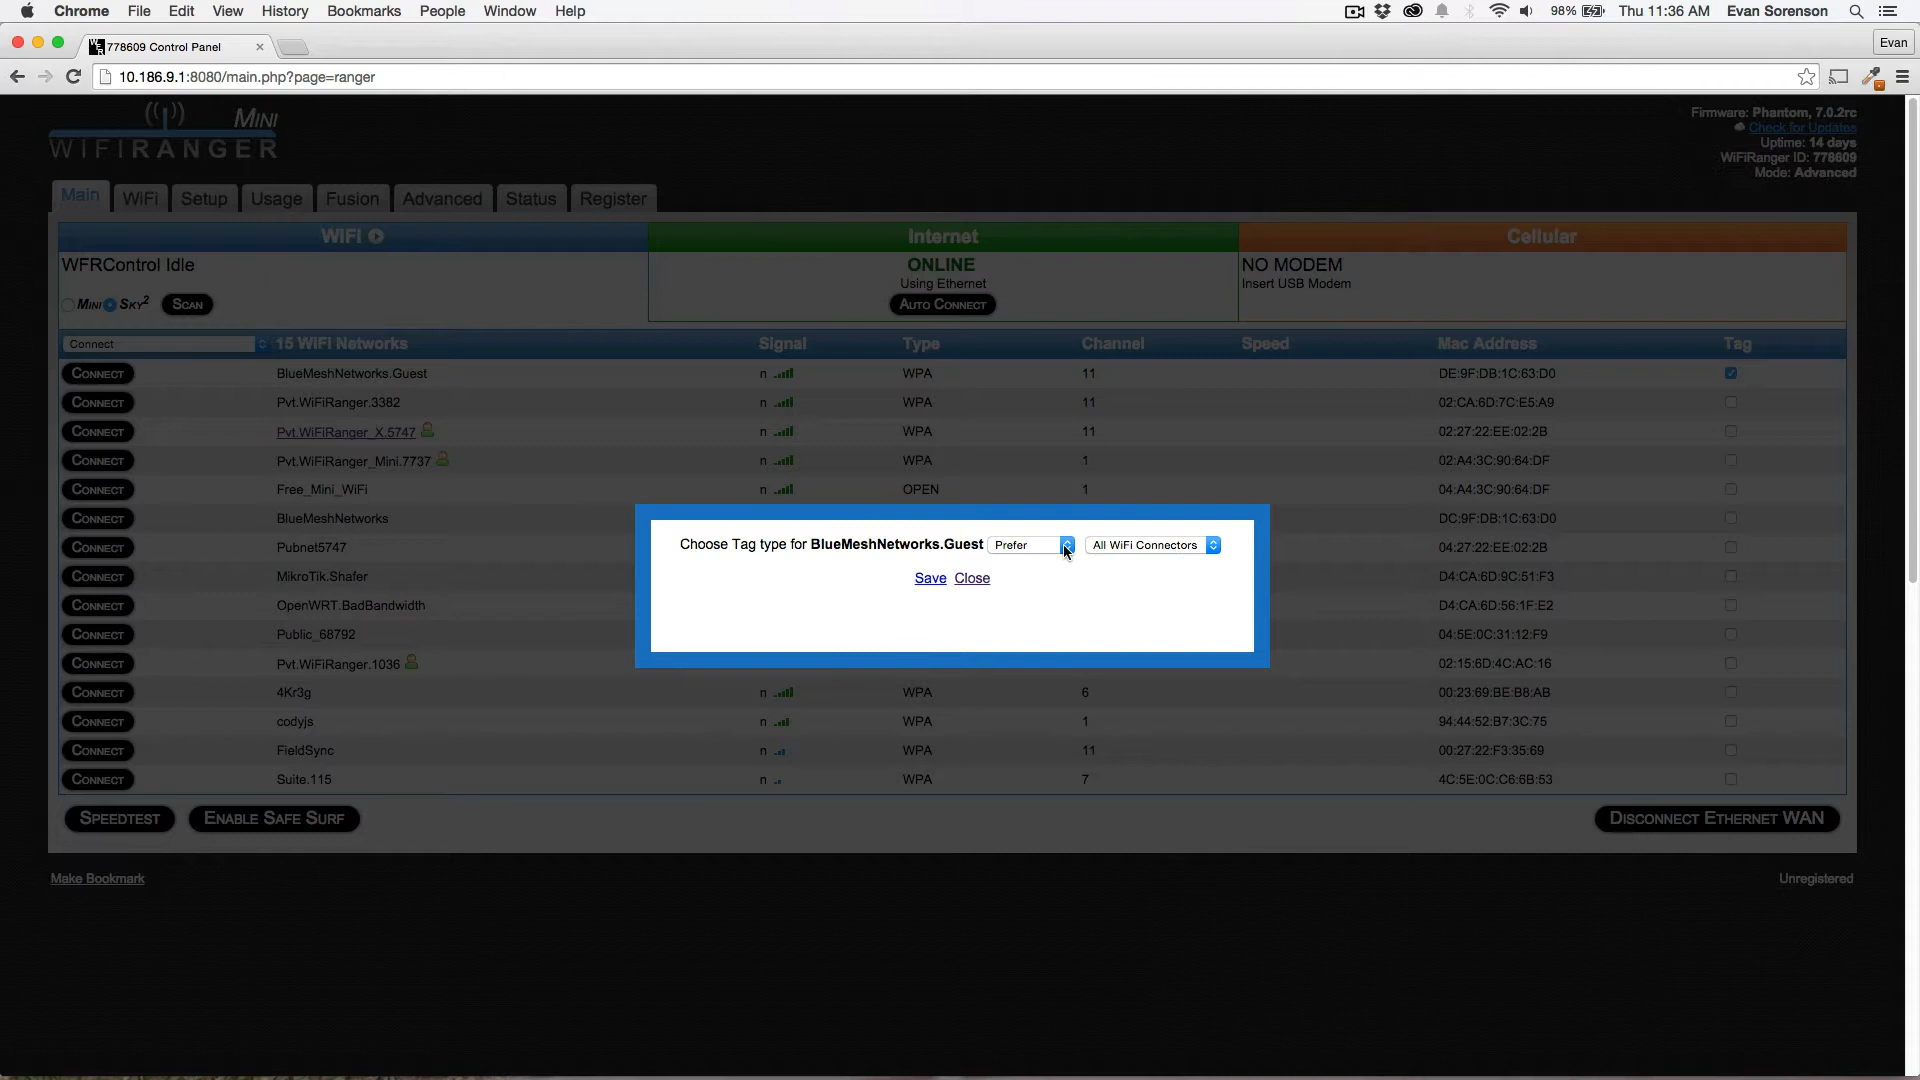 Chrome File Edit View History Bookmarks People Window Help 98% Thu 11:36 AM Evan Sorenson
778609 Control Panel Evan
10.186.9.1:8080/main.php?page=ranger
MINI
WIFIRANGER
Firmware: Phantom, 7.0.2rc
Check for Updates
Uptime: 14 days
WiFiRanger ID: 778609
Mode: Advanced
Main WiFi Setup Usage Fusion Advanced Status Register
WiFi Internet Cellular
WFRControl Idle ONLINE NO MODEM
Using Ethernet Insert USB Modem
MINI SKY2 SCAN AUTO CONNECT
Connect 15 WiFi Networks Signal Type Channel Speed Mac Address Tag
CONNECT BlueMeshNetworks.Guest n WPA 11 DE:9F:DB:1C:63:D0
CONNECT Pvt.WiFiRanger.3382 n WPA 11 02:CA:6D:7C:E5:A9
CONNECT Pvt.WiFiRanger_X.5747 n WPA 11 02:27:22:EE:02:2B
CONNECT Pvt.WiFiRanger_Mini.7737 n WPA 1 02:A4:3C:90:64:DF
CONNECT Free_Mini_WiFi n OPEN 1 04:A4:3C:90:64:DF
CONNECT BlueMeshNetworks DC:9F:DB:1C:63:D0
CONNECT Pubnet5747 04:27:22:EE:02:2B
CONNECT MikroTik.Shafer D4:CA:6D:9C:51:F3
CONNECT OpenWRT.BadBandwidth D4:CA:6D:56:1F:E2
CONNECT Public_68792 04:5E:0C:31:12:F9
CONNECT Pvt.WiFiRanger.1036 02:15:6D:4C:AC:16
CONNECT 4Kr3g n WPA 6 00:23:69:BE:B8:AB
CONNECT codyjs n WPA 1 94:44:52:B7:3C:75
CONNECT FieldSync n WPA 11 00:27:22:F3:35:69
CONNECT Suite.115 n WPA 7 4C:5E:0C:C6:6B:53
Choose Tag type for BlueMeshNetworks.Guest Prefer All WiFi Connectors
Save Close
SPEEDTEST ENABLE SAFE SURF DISCONNECT ETHERNET WAN
Make Bookmark Unregistered